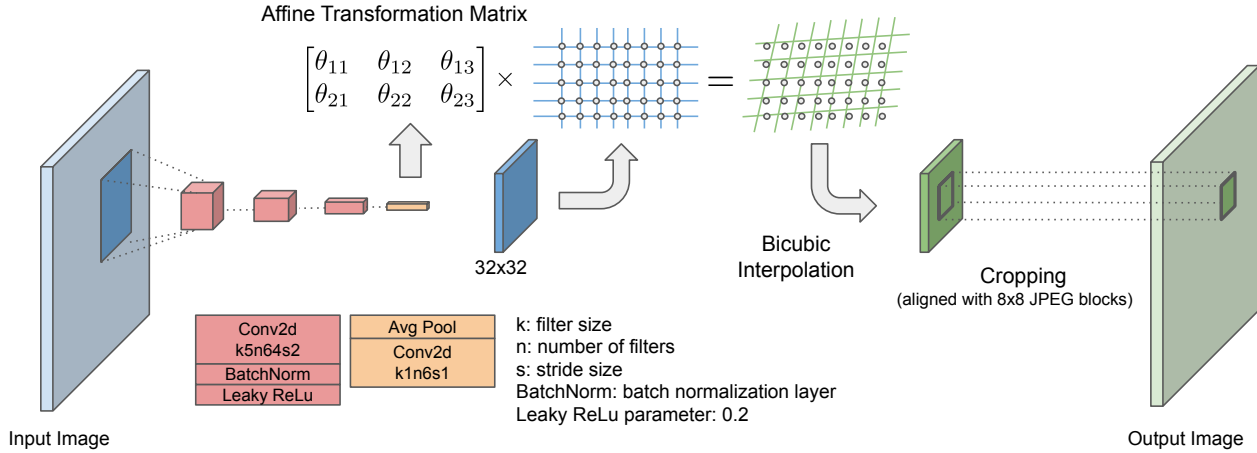 Affine Transformation Matrix
[θ11 θ12 θ13
θ21 θ22 θ23] × =
32x32
Bicubic
Interpolation
Cropping
(aligned with 8x8 JPEG blocks)
Conv2d
k5n64s2
BatchNorm
Leaky ReLu
Avg Pool
Conv2d
k1n6s1
k: filter size
n: number of filters
s: stride size
BatchNorm: batch normalization layer
Leaky ReLu parameter: 0.2
Input Image
Output Image